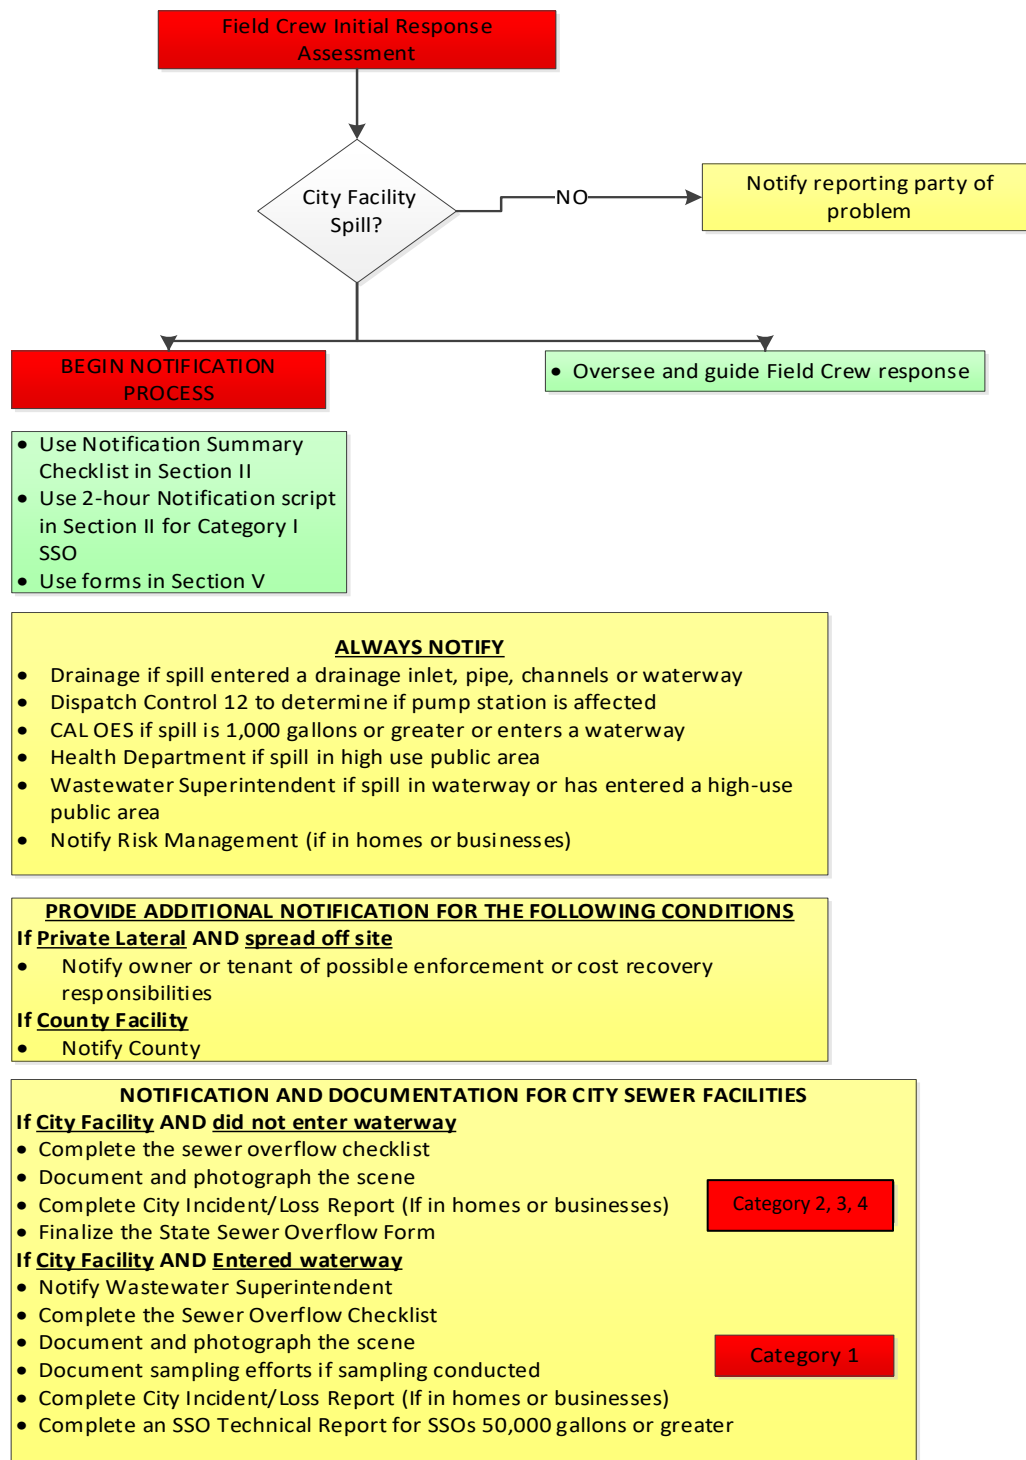 Field Crew Initial Response
Assessment
City Facility
Spill?
NO
Notify reporting party of
problem
BEGIN NOTIFICATION
PROCESS
• Oversee and guide Field Crew response
• Use Notification Summary
Checklist in Section II
• Use 2-hour Notification script
in Section II for Category I
SSO
• Use forms in Section V
ALWAYS NOTIFY
• Drainage if spill entered a drainage inlet, pipe, channels or waterway
• Dispatch Control 12 to determine if pump station is affected
• CAL OES if spill is 1,000 gallons or greater or enters a waterway
• Health Department if spill in high use public area
• Wastewater Superintendent if spill in waterway or has entered a high-use
public area
• Notify Risk Management (if in homes or businesses)
PROVIDE ADDITIONAL NOTIFICATION FOR THE FOLLOWING CONDITIONS
If Private Lateral AND spread off site
• Notify owner or tenant of possible enforcement or cost recovery
responsibilities
If County Facility
• Notify County
NOTIFICATION AND DOCUMENTATION FOR CITY SEWER FACILITIES
If City Facility AND did not enter waterway
• Complete the sewer overflow checklist
• Document and photograph the scene
• Complete City Incident/Loss Report (If in homes or businesses)
• Finalize the State Sewer Overflow Form
Category 2, 3, 4
If City Facility AND Entered waterway
• Notify Wastewater Superintendent
• Complete the Sewer Overflow Checklist
• Document and photograph the scene
• Document sampling efforts if sampling conducted
• Complete City Incident/Loss Report (If in homes or businesses)
• Complete an SSO Technical Report for SSOs 50,000 gallons or greater
Category 1